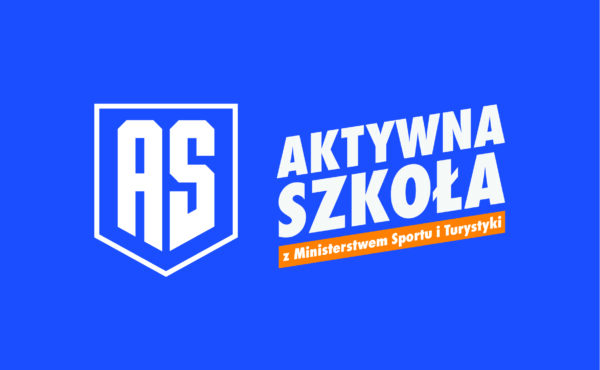 AS
AKTYWNA
SZKOŁA
z Ministerstwem Sportu i Turystyki